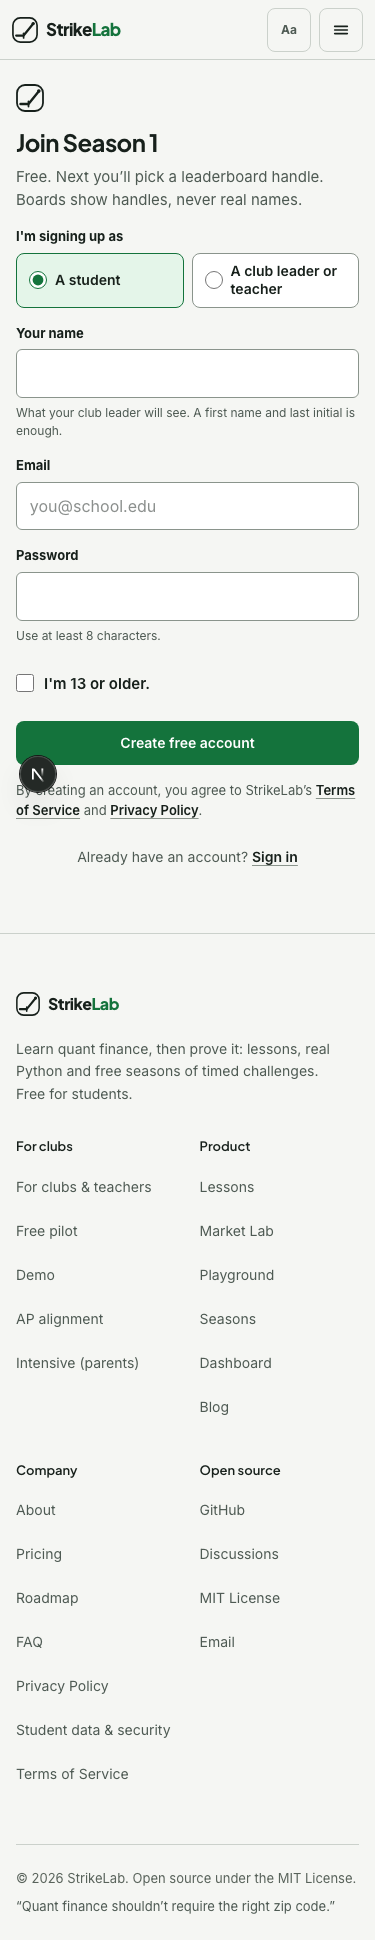 StrikeLab
Aa
Join Season 1
Free. Next you’ll pick a leaderboard handle.
Boards show handles, never real names.
I'm signing up as
A student
A club leader or
teacher
Your name
What your club leader will see. A first name and last initial is
enough.
Email
you@school.edu
Password
Use at least 8 characters.
I'm 13 or older.
Create free account
N
By creating an account, you agree to StrikeLab’s Terms
of Service and Privacy Policy.
Already have an account? Sign in
StrikeLab
Learn quant finance, then prove it: lessons, real
Python and free seasons of timed challenges.
Free for students.
For clubs
For clubs & teachers
Free pilot
Demo
AP alignment
Intensive (parents)
Product
Lessons
Market Lab
Playground
Seasons
Dashboard
Blog
Company
About
Pricing
Roadmap
FAQ
Privacy Policy
Student data & security
Terms of Service
Open source
GitHub
Discussions
MIT License
Email
© 2026 StrikeLab. Open source under the MIT License.
“Quant finance shouldn’t require the right zip code.”